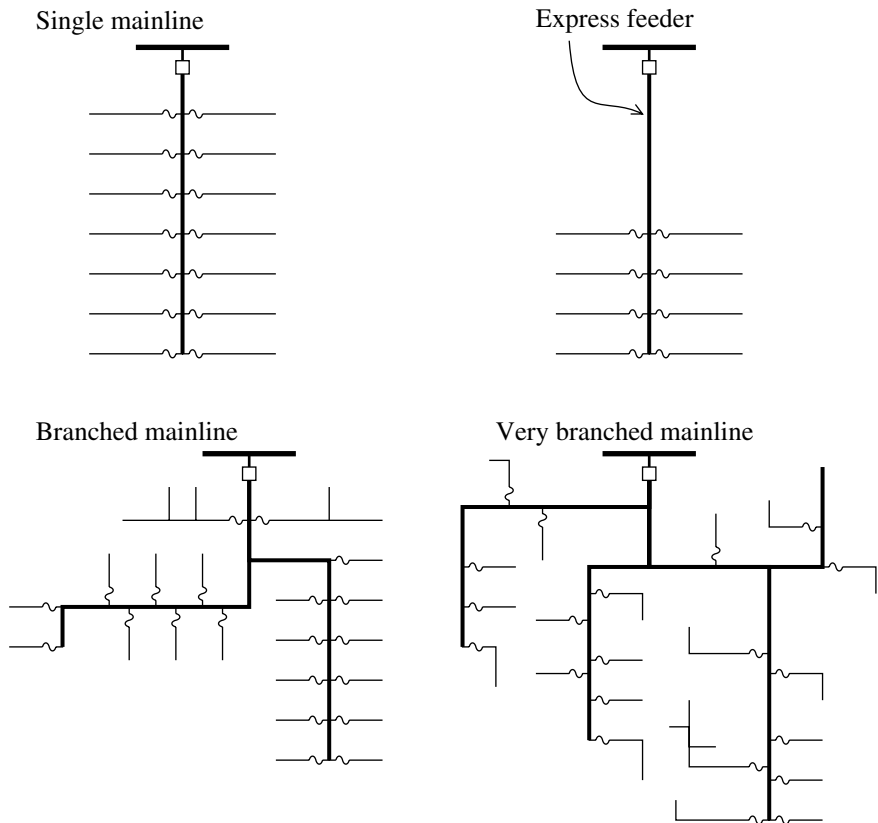 Single mainline
Express feeder
Branched mainline
Very branched mainline